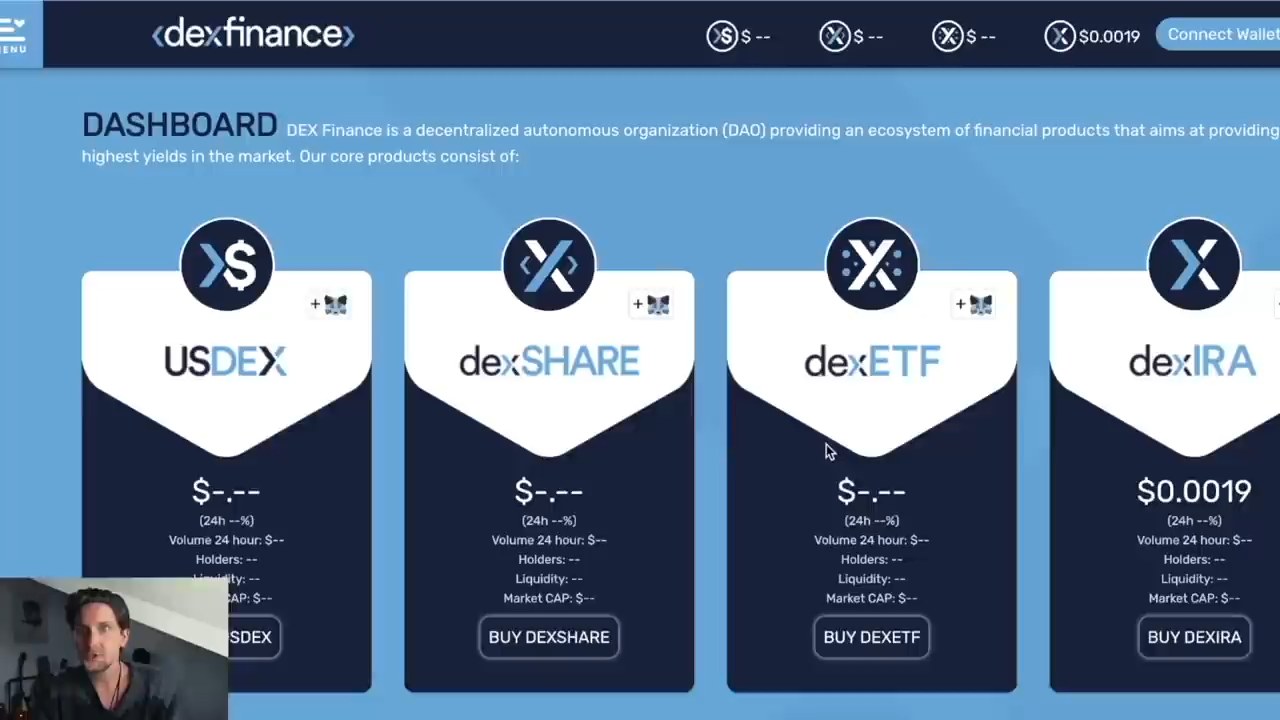 MENU
dexfinance
$ --
$ --
$ --
$0.0019
Connect Wallet
DASHBOARD DEX Finance is a decentralized autonomous organization (DAO) providing an ecosystem of financial products that aims at providing
highest yields in the market. Our core products consist of:
USDEX
dexSHARE
dexETF
dexIRA
$-.--
$-.--
$-.--
$0.0019
(24h --%)
(24h --%)
(24h --%)
(24h --%)
Volume 24 hour: $--
Volume 24 hour: $--
Volume 24 hour: $--
Volume 24 hour: $--
Holders: --
Holders: --
Holders: --
Holders: --
Liquidity: --
Liquidity: --
Liquidity: --
Liquidity: --
CAP: $--
Market CAP: $--
Market CAP: $--
Market CAP: $--
USDEX
BUY DEXSHARE
BUY DEXETF
BUY DEXIRA